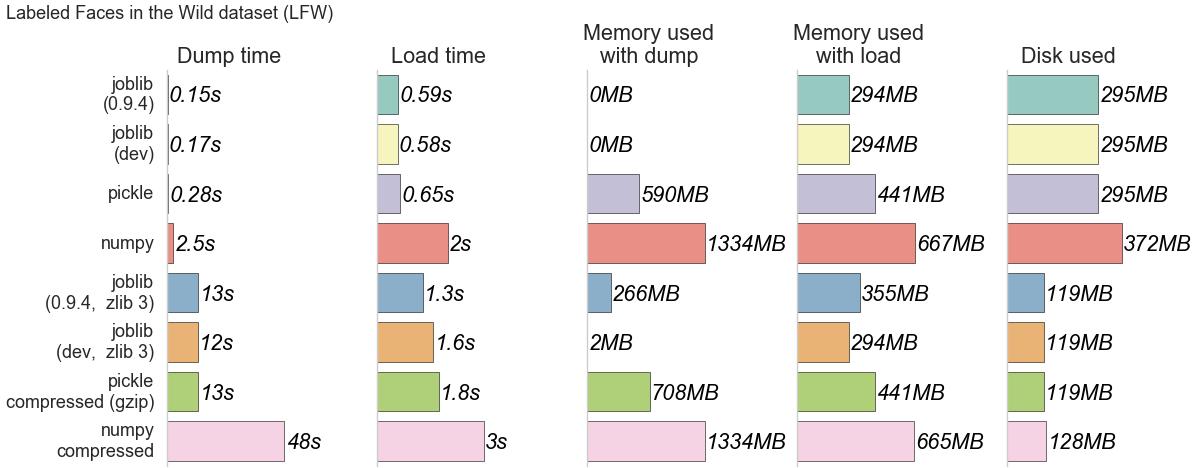 Labeled Faces in the Wild dataset (LFW)
Dump time
Load time
Memory used
with dump
Memory used
with load
Disk used
joblib
(0.9.4)
0.15s
0.59s
0MB
294MB
295MB
joblib
(dev)
0.17s
0.58s
0MB
294MB
295MB
pickle
0.28s
0.65s
590MB
441MB
295MB
numpy
2.5s
2s
1334MB
667MB
372MB
joblib
(0.9.4,  zlib 3)
13s
1.3s
266MB
355MB
119MB
joblib
(dev,  zlib 3)
12s
1.6s
2MB
294MB
119MB
pickle
compressed (gzip)
13s
1.8s
708MB
441MB
119MB
numpy
compressed
48s
3s
1334MB
665MB
128MB